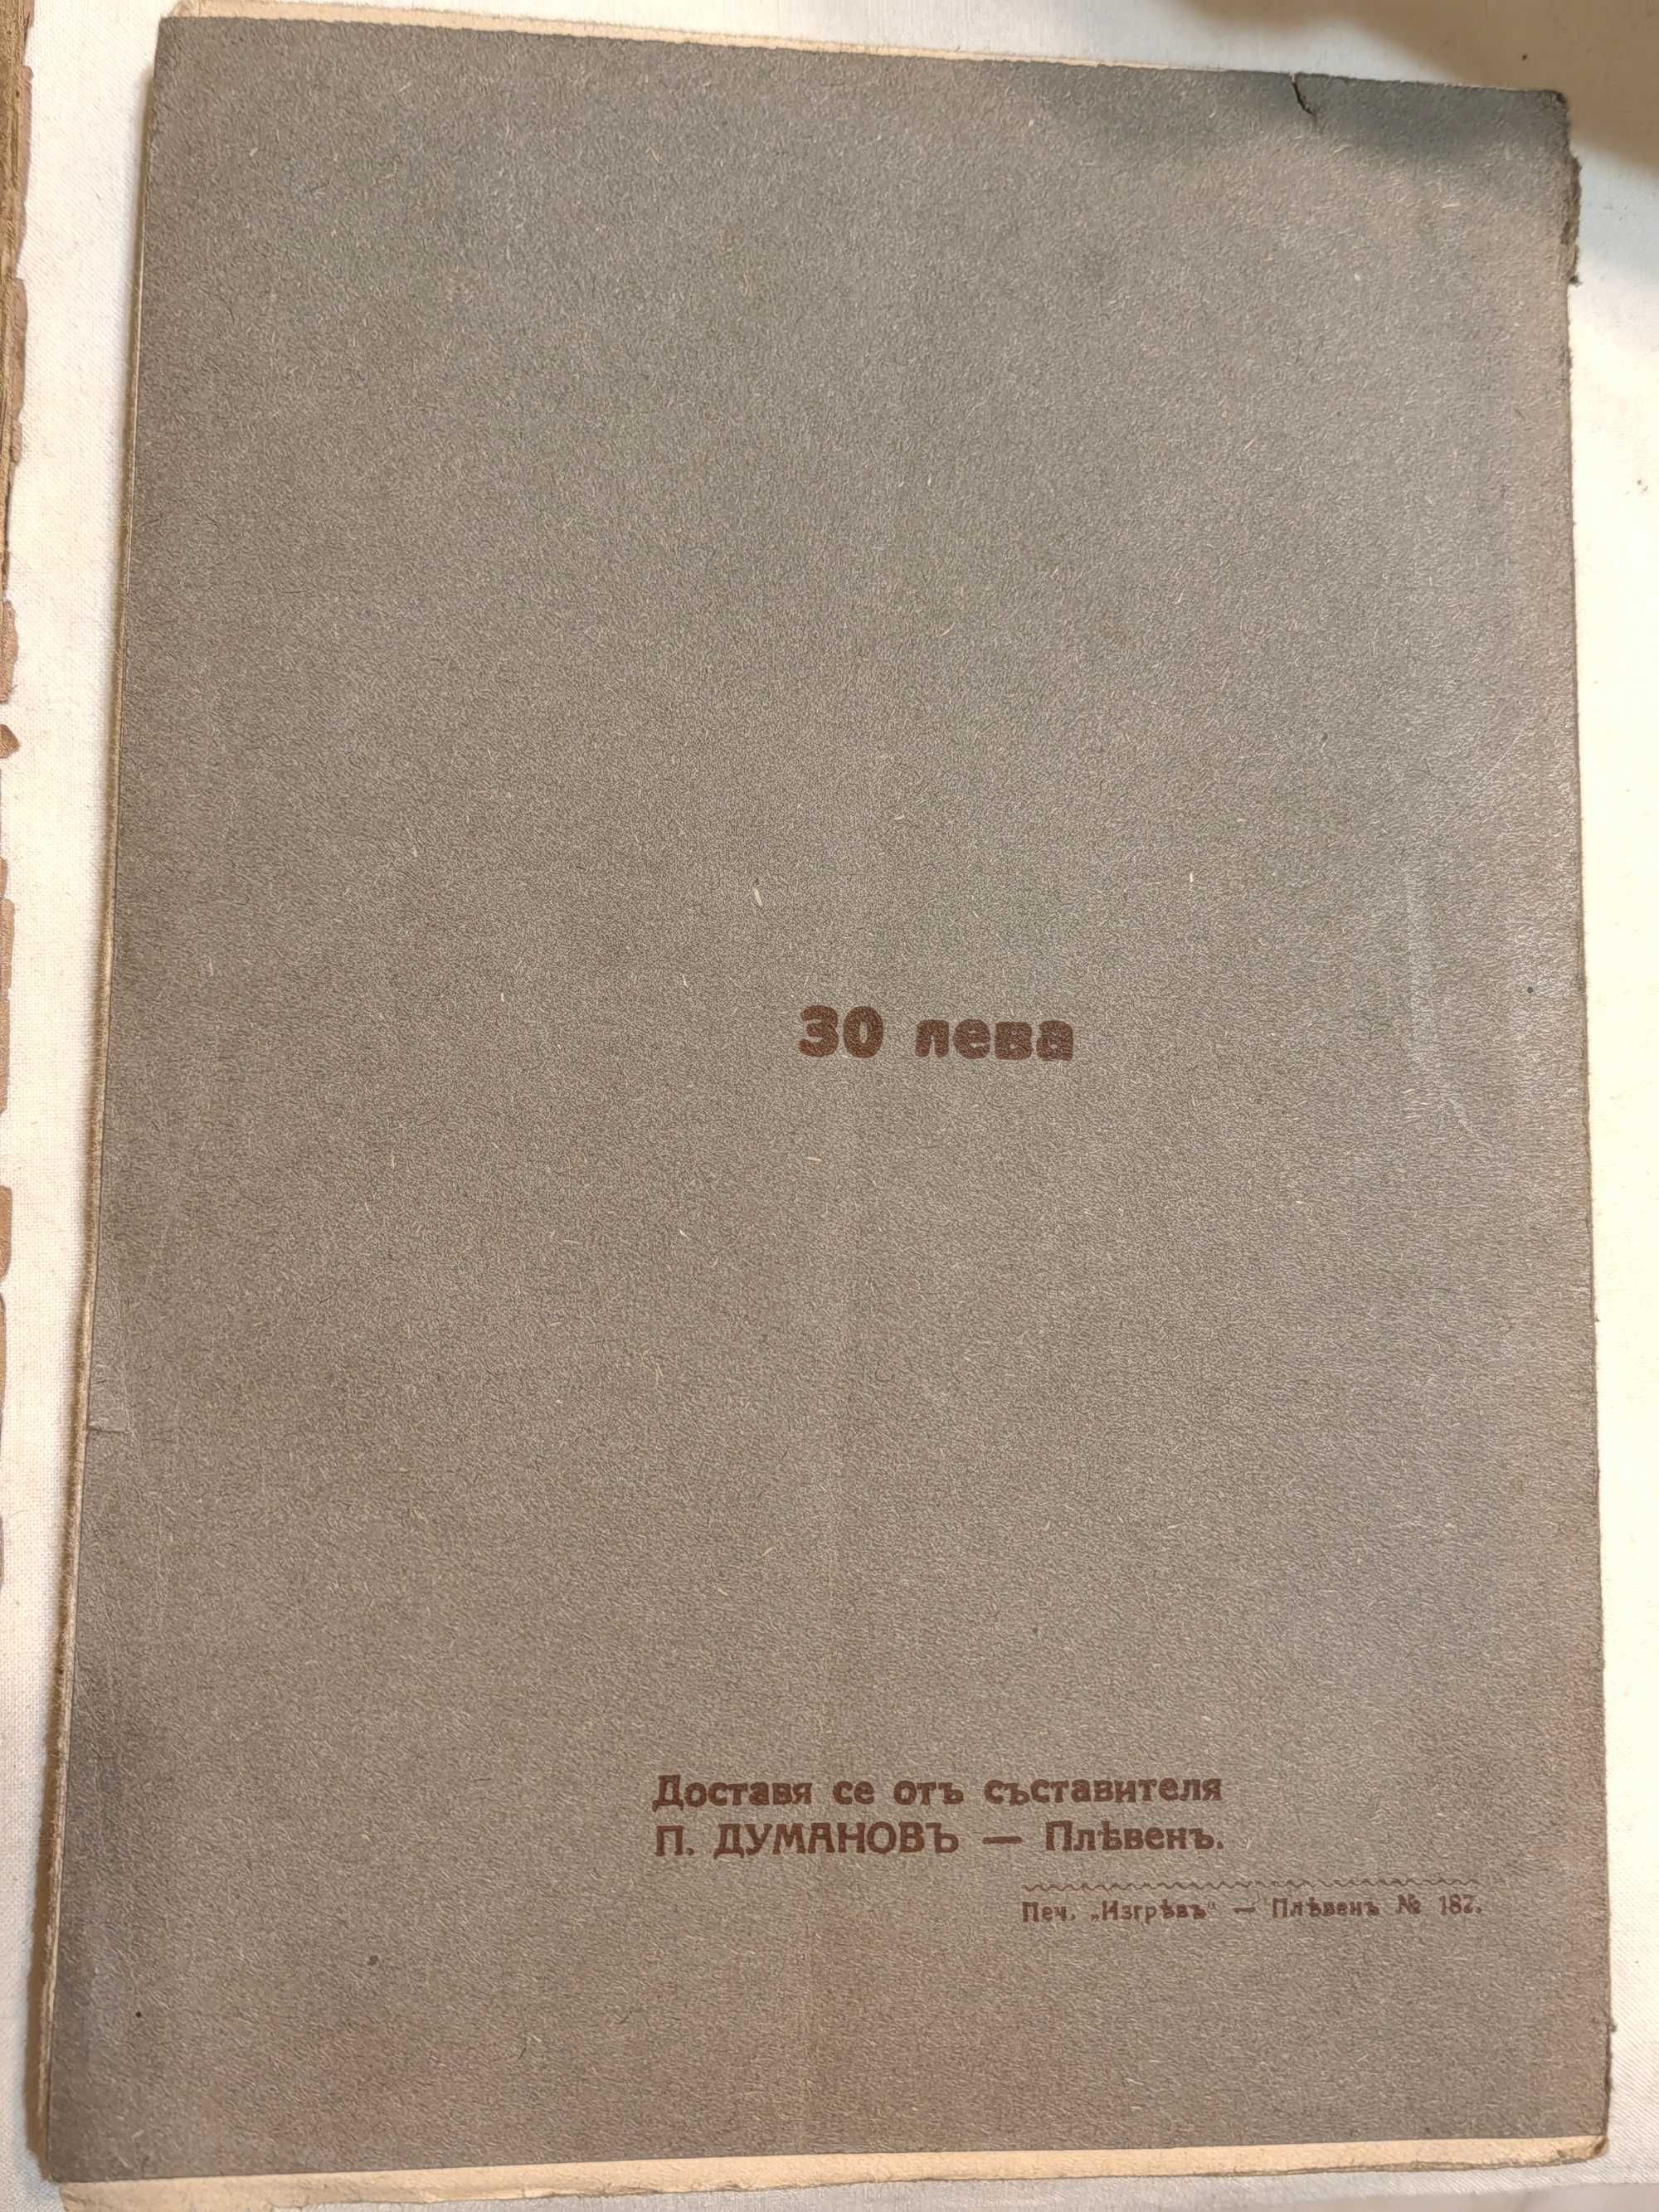 30 лева
Доставя се отъ съставителя
П. ДУМАНОВЪ — Плѣвенъ.
Печ. „Изгрѣвъ“ — Плѣвенъ № 187.